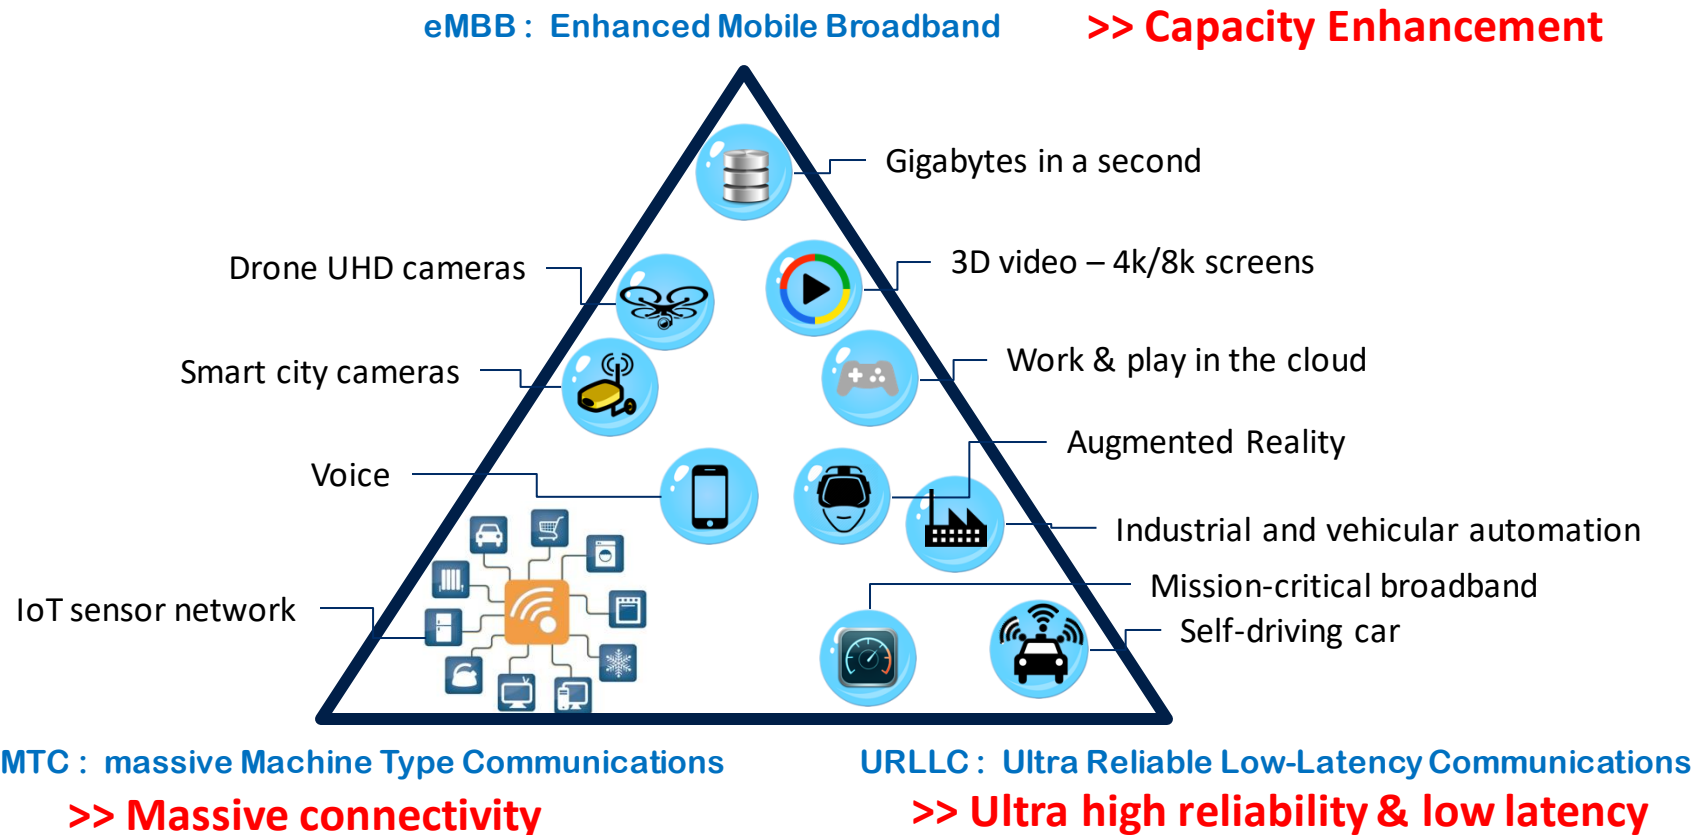 eMBB : Enhanced Mobile Broadband
>> Capacity Enhancement
Gigabytes in a second
Drone UHD cameras
3D video – 4k/8k screens
Smart city cameras
Work & play in the cloud
Augmented Reality
Voice
Industrial and vehicular automation
Mission-critical broadband
IoT sensor network
Self-driving car
MTC : massive Machine Type Communications
URLLC : Ultra Reliable Low-Latency Communications
>> Massive connectivity
>> Ultra high reliability & low latency